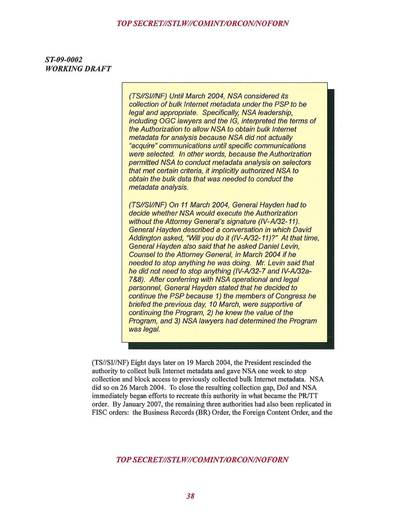 TOP SECRET//STLW//COMINT/ORCON/NOFORN
ST-09-0002
WORKING DRAFT
(TS//SI//NF) Until March 2004, NSA considered its
collection of bulk Internet metadata under the PSP to be
legal and appropriate. Specifically, NSA leadership,
including OGC lawyers and the IG, interpreted the terms of
the Authorization to allow NSA to obtain bulk Internet
metadata for analysis because NSA did not actually
"acquire" communications until specific communications
were selected. In other words, because the Authorization
permitted NSA to conduct metadata analysis on selectors
that met certain criteria, it implicitly authorized NSA to
obtain the bulk data that was needed to conduct the
metadata analysis.
(TS//SI//NF) On 11 March 2004, General Hayden had to
decide whether NSA would execute the Authorization
without the Attorney General's signature (IV-A/32-11).
General Hayden described a conversation in which David
Addington asked, "Will you do it (IV-A/32-11)?" At that time,
General Hayden also said that he asked Daniel Levin,
Counsel to the Attorney General, in March 2004 if he
needed to stop anything he was doing. Mr. Levin said that
he did not need to stop anything (IV-A/32-7 and IV-A/32a-
7&8). After conferring with NSA operational and legal
personnel, General Hayden stated that he decided to
continue the PSP because 1) the members of Congress he
briefed the previous day, 10 March, were supportive of
continuing the Program, 2) he knew the value of the
Program, and 3) NSA lawyers had determined the Program
was legal.
(TS//SI//NF) Eight days later on 19 March 2004, the President rescinded the
authority to collect bulk Internet metadata and gave NSA one week to stop
collection and block access to previously collected bulk Internet metadata. NSA
did so on 26 March 2004. To close the resulting collection gap, DoJ and NSA
immediately began efforts to recreate this authority in what became the PR/TT
order. By January 2007, the remaining three authorities had also been replicated in
FISC orders: the Business Records (BR) Order, the Foreign Content Order, and the
TOP SECRET//STLW//COMINT/ORCON/NOFORN
38